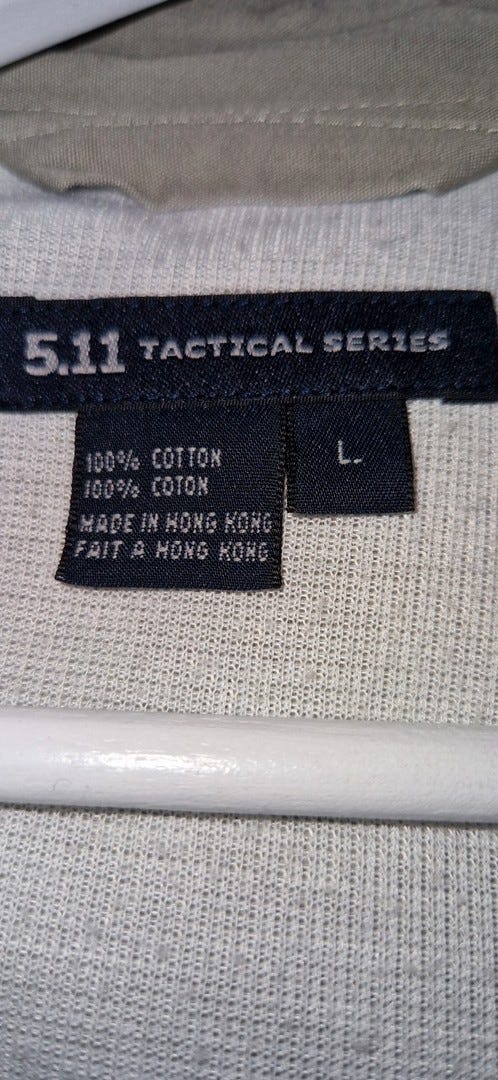 5.11 TACTICAL SERIES
100% COTTON
100% COTON
MADE IN HONG KONG
FAIT A HONG KONG
L.